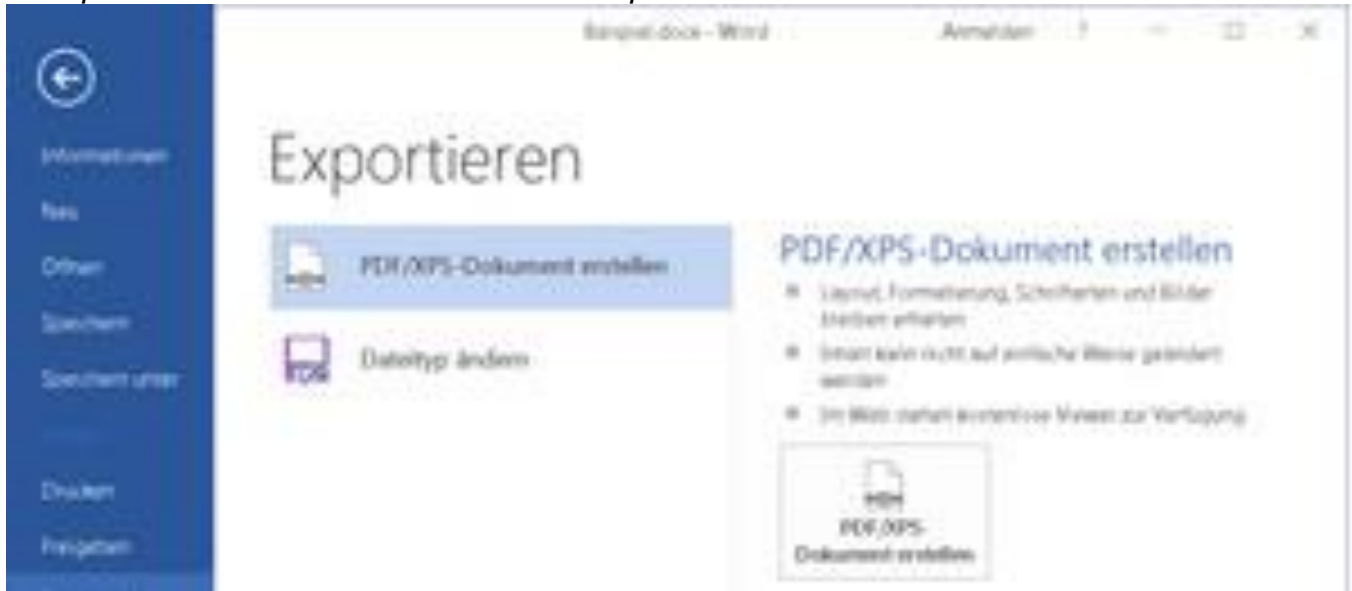 Beispiel.docx - Word
Anmelden
?
Informationen
Neu
Öffnen
Speichern
Speichern unter
Drucken
Freigeben
Exportieren
PDF/XPS-Dokument erstellen
Dateityp ändern
PDF/XPS-Dokument erstellen
Layout, Formatierung, Schriftarten und Bilder
bleiben erhalten
Inhalt kann nicht auf einfache Weise geändert
werden
Im Web stehen kostenlose Viewer zur Verfügung
PDF/XPS-
Dokument erstellen